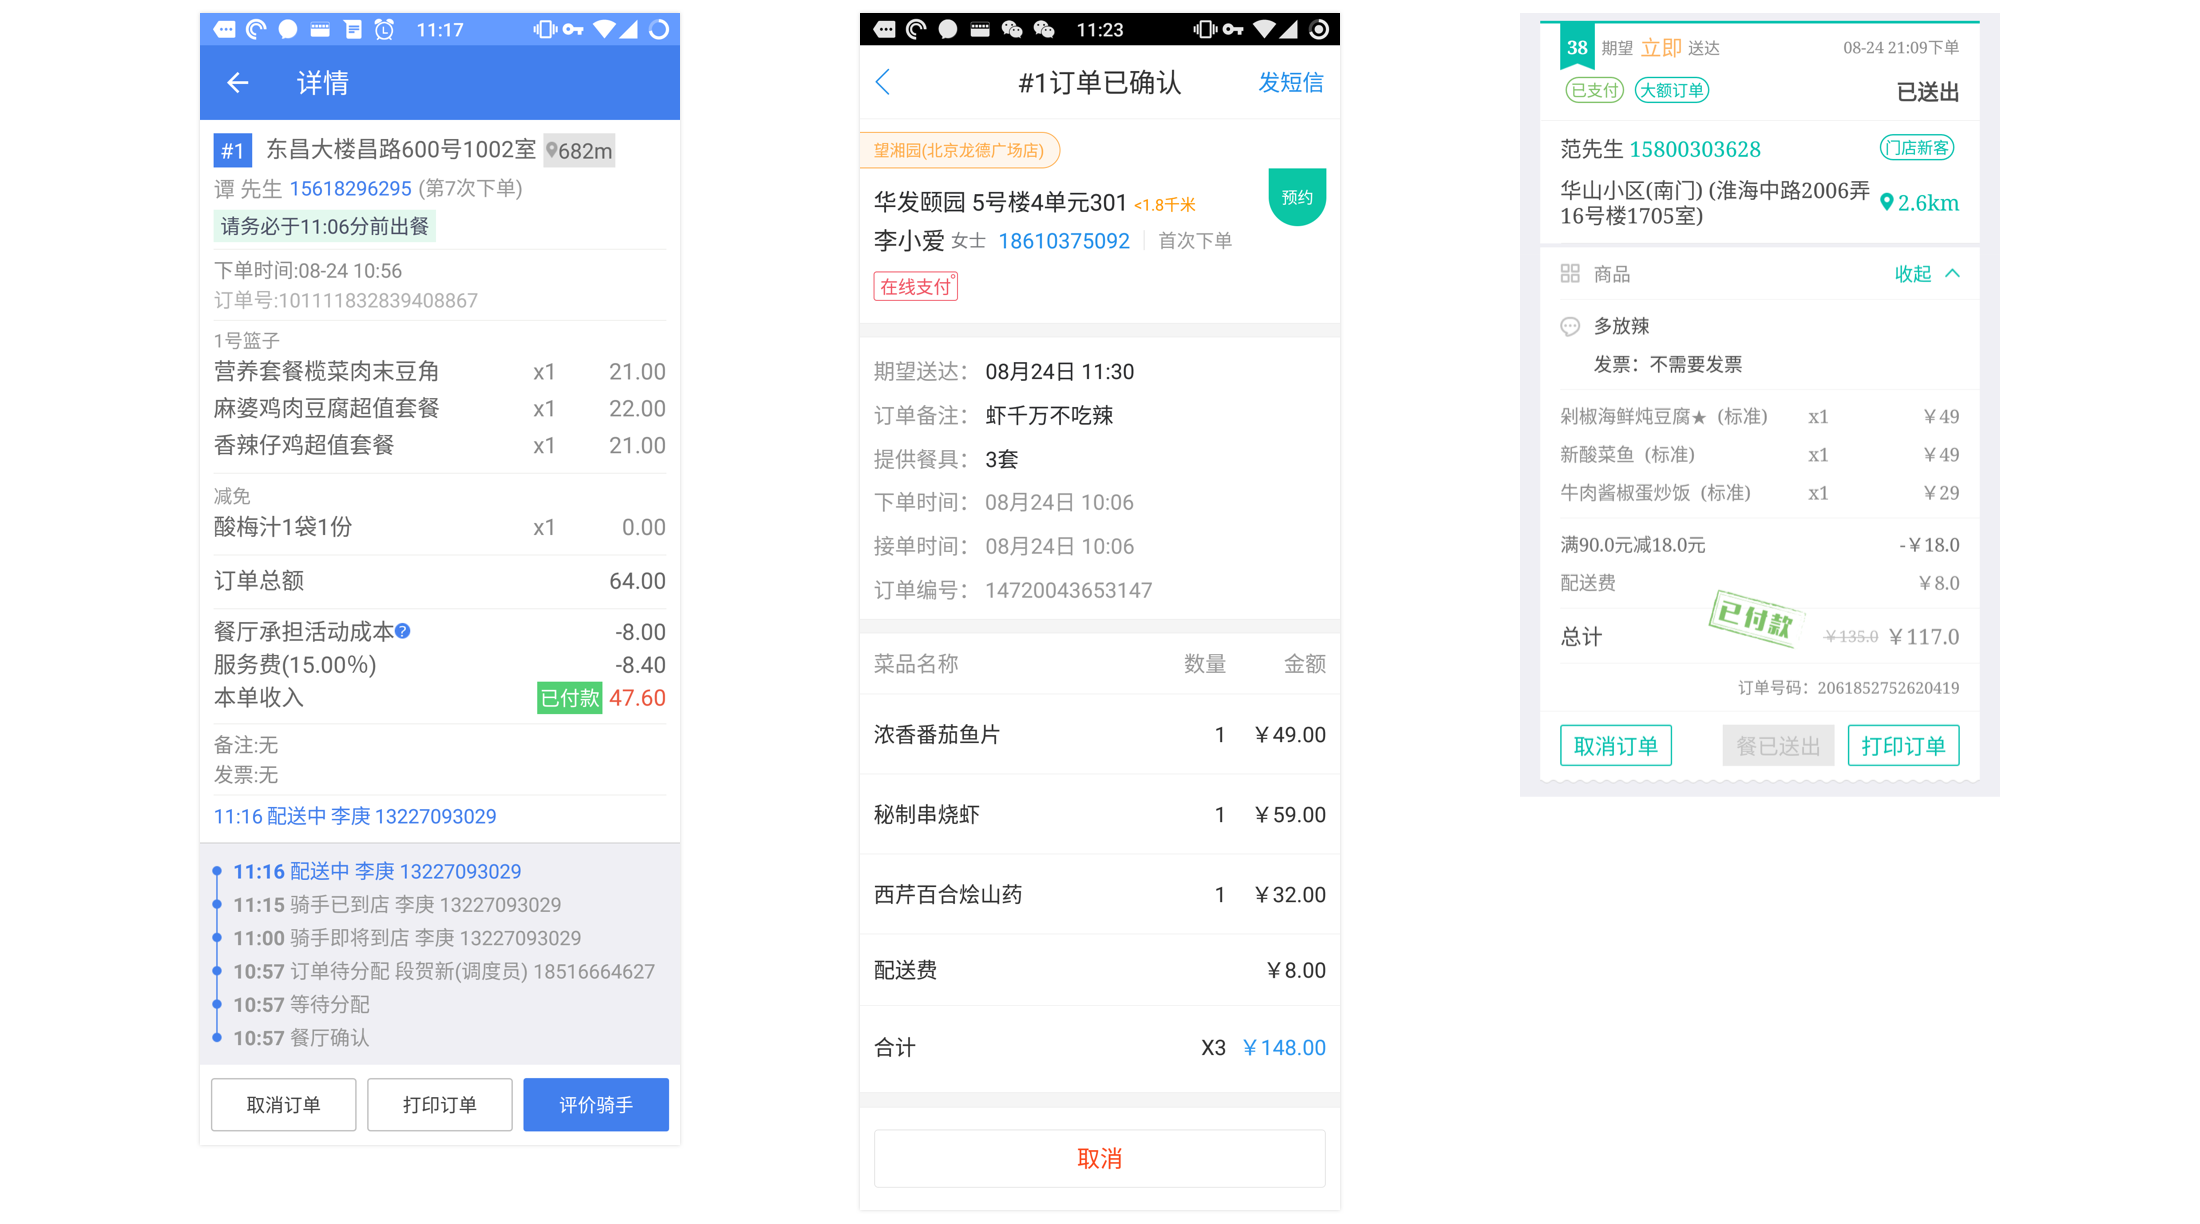 11:17
详情
#1 东昌大楼昌路600号1002室 682m
谭 先生 15618296295 (第7次下单)
请务必于11:06分前出餐
下单时间:08-24 10:56
订单号:101111832839408867
1号篮子
营养套餐榄菜肉末豆角 x1 21.00
麻婆鸡肉豆腐超值套餐 x1 22.00
香辣仔鸡超值套餐 x1 21.00
减免
酸梅汁1袋1份 x1 0.00
订单总额 64.00
餐厅承担活动成本? -8.00
服务费(15.00%) -8.40
本单收入 已付款 47.60
备注:无
发票:无
11:16 配送中 李庚 13227093029
11:16 配送中 李庚 13227093029
11:15 骑手已到店 李庚 13227093029
11:00 骑手即将到店 李庚 13227093029
10:57 订单待分配 段贺新(调度员) 18516664627
10:57 等待分配
10:57 餐厅确认
取消订单 打印订单 评价骑手
11:23
#1订单已确认 发短信
望湘园(北京龙德广场店)
华发颐园 5号楼4单元301 <1.8千米 预约
李小爱 女士 18610375092 首次下单
在线支付
期望送达： 08月24日 11:30
订单备注： 虾千万不吃辣
提供餐具： 3套
下单时间： 08月24日 10:06
接单时间： 08月24日 10:06
订单编号： 14720043653147
菜品名称 数量 金额
浓香番茄鱼片 1 ￥49.00
秘制串烧虾 1 ￥59.00
西芹百合烩山药 1 ￥32.00
配送费 ￥8.00
合计 X3 ￥148.00
取消
38 期望 立即 送达 08-24 21:09下单
已支付 大额订单 已送出
范先生 15800303628 门店新客
华山小区(南门) (淮海中路2006弄
16号楼1705室) 2.6km
商品 收起
多放辣
发票：不需要发票
剁椒海鲜炖豆腐★ (标准) x1 ￥49
新酸菜鱼 (标准) x1 ￥49
牛肉酱椒蛋炒饭 (标准) x1 ￥29
满90.0元减18.0元 -￥18.0
配送费 ￥8.0
已付款
总计 ￥135.0 ￥117.0
订单号码：2061852752620419
取消订单 餐已送出 打印订单